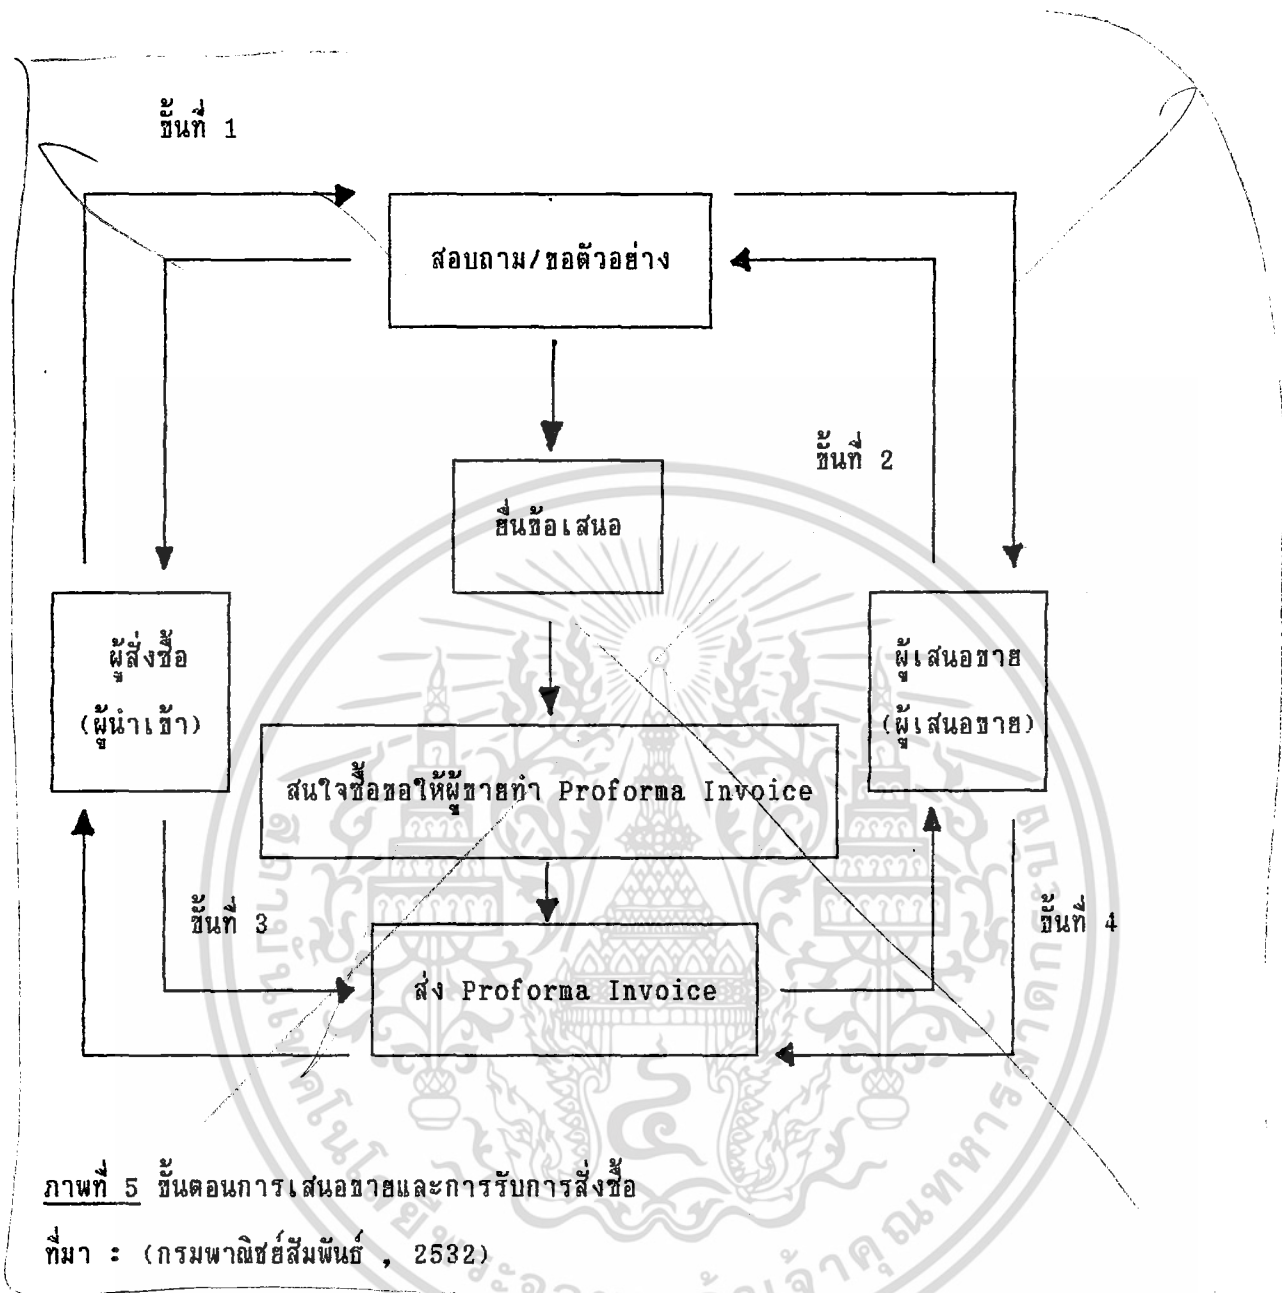 ขั้นที่ 1
สอบถาม/ขอตัวอย่าง
ขั้นที่ 2
ยื่นข้อเสนอ
ผู้สั่งซื้อ
(ผู้นำเข้า)
ผู้เสนอขาย
(ผู้เสนอขาย)
สนใจซื้อขอให้ผู้ขายทำ Proforma Invoice
ขั้นที่ 3
ขั้นที่ 4
ส่ง Proforma Invoice
ภาพที่ 5 ขั้นตอนการเสนอขายและการรับการสั่งซื้อ
ที่มา : (กรมพาณิชย์สัมพันธ์ , 2532)